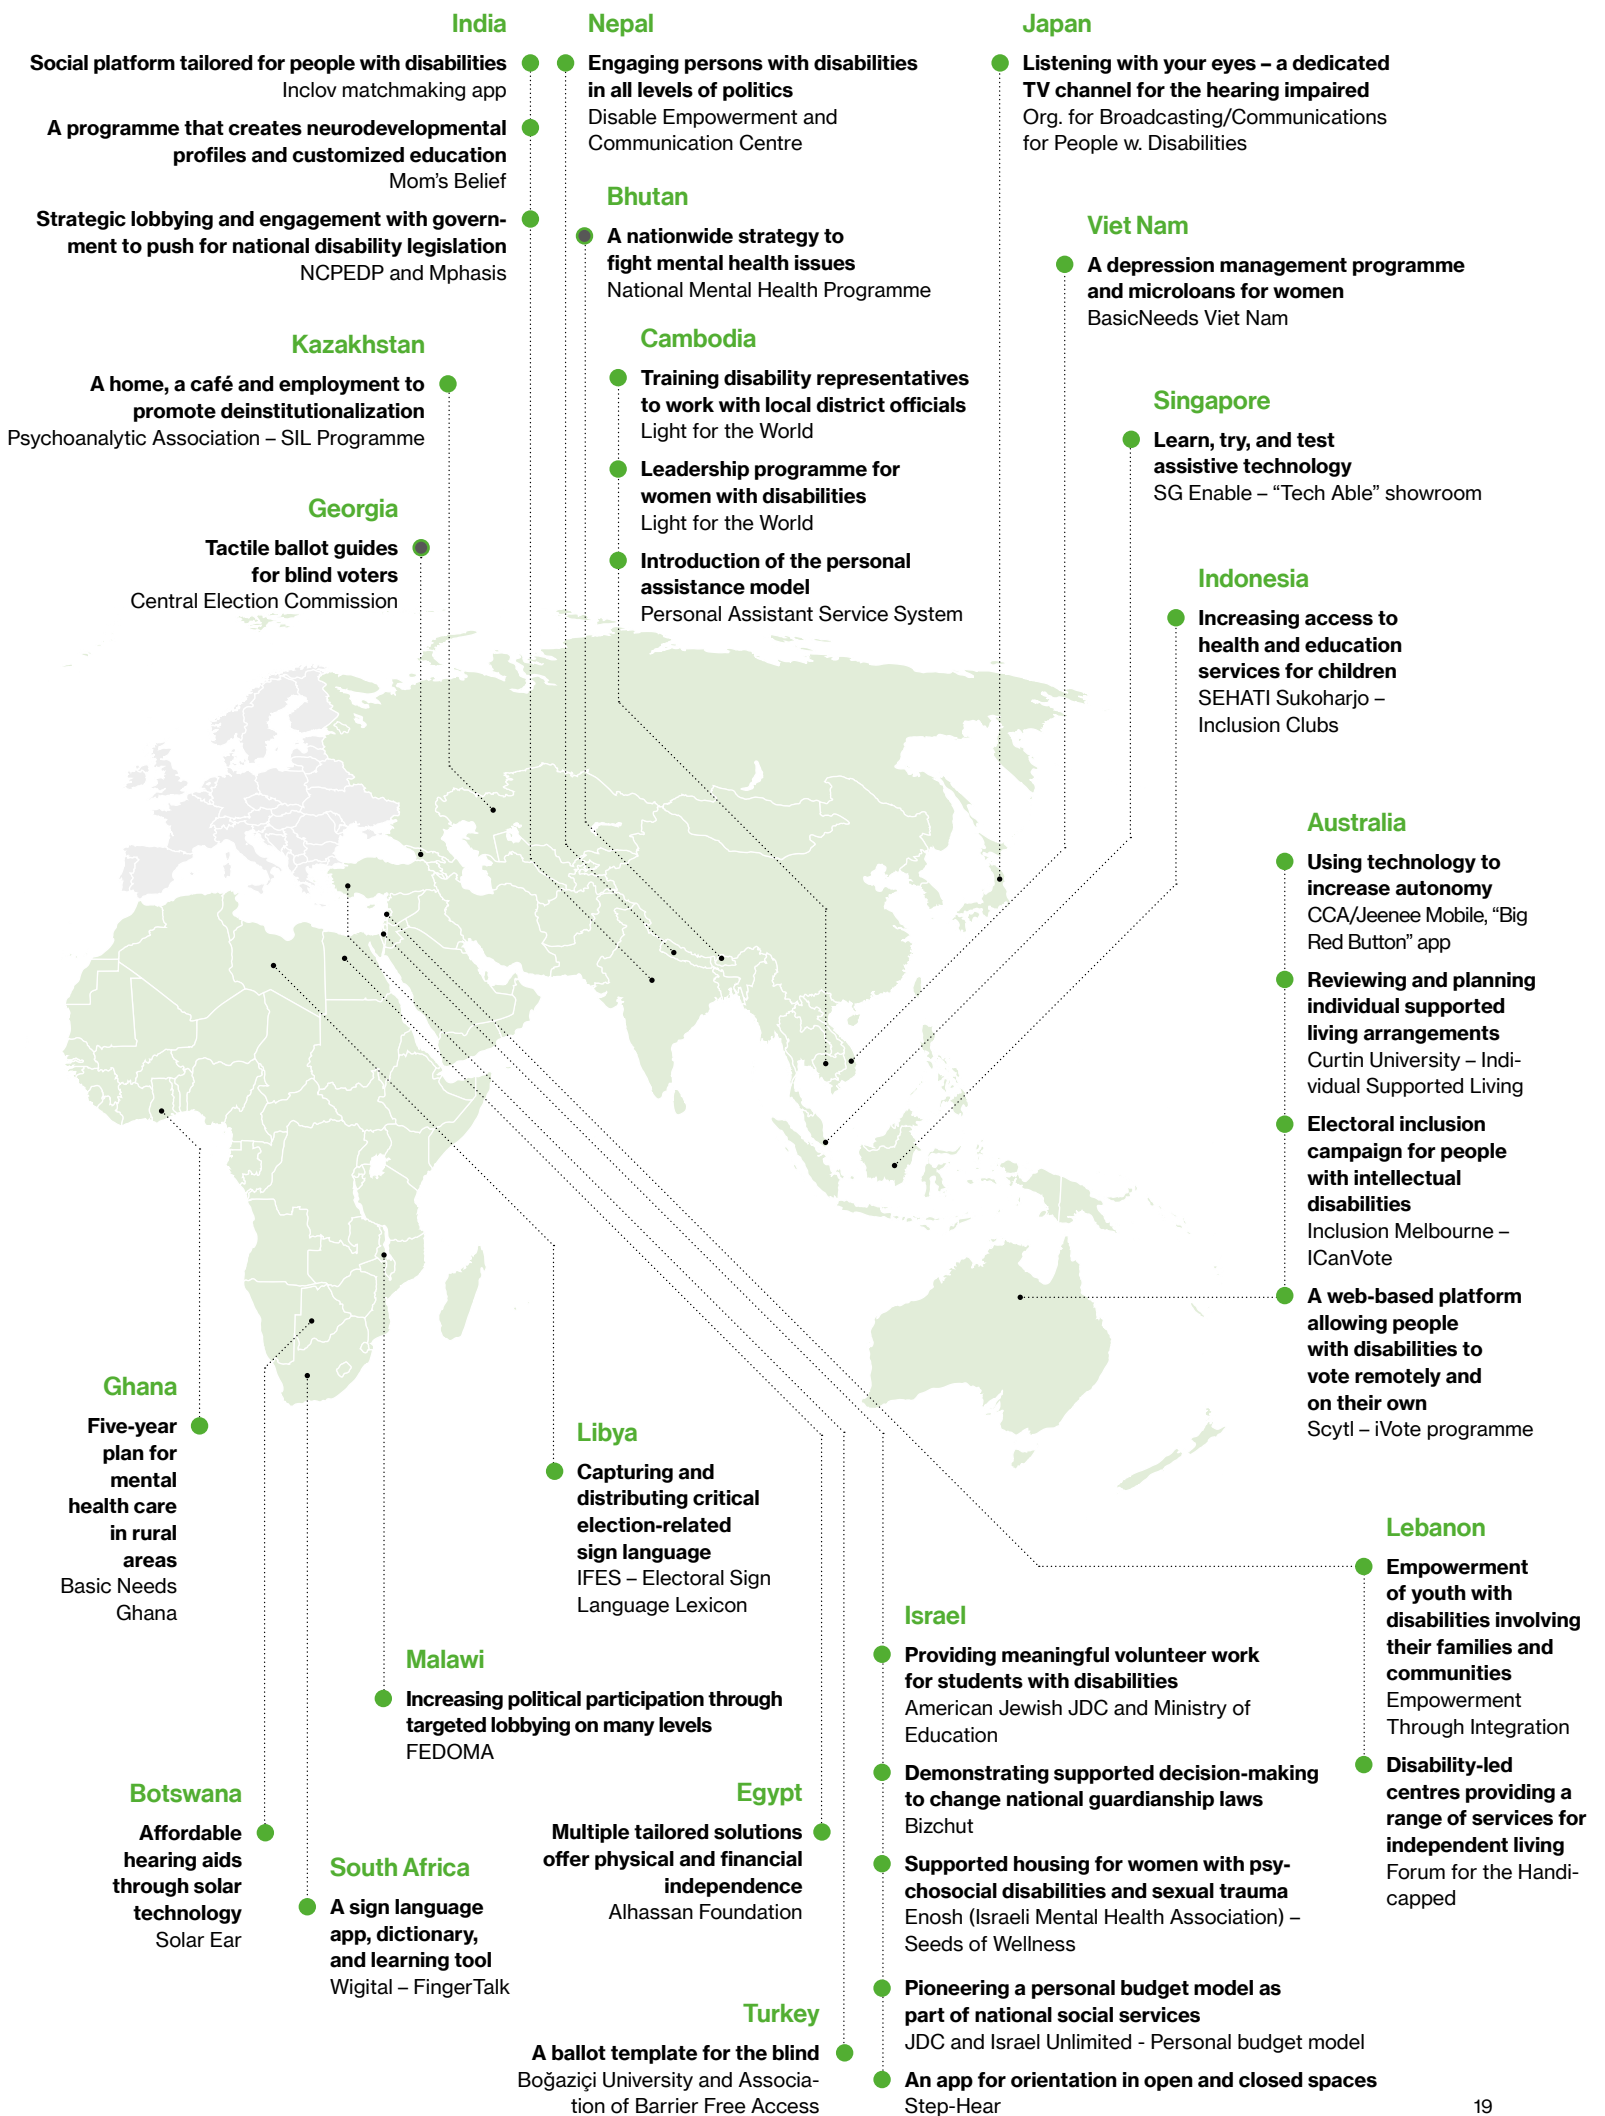 India
Social platform tailored for people with disabilities
Inclov matchmaking app
A programme that creates neurodevelopmental
profiles and customized education
Mom's Belief
Strategic lobbying and engagement with govern-
ment to push for national disability legislation
NCPEDP and Mphasis
Nepal
Engaging persons with disabilities
in all levels of politics
Disable Empowerment and
Communication Centre
Japan
Listening with your eyes – a dedicated
TV channel for the hearing impaired
Org. for Broadcasting/Communications
for People w. Disabilities
Bhutan
A nationwide strategy to
fight mental health issues
National Mental Health Programme
Viet Nam
A depression management programme
and microloans for women
BasicNeeds Viet Nam
Kazakhstan
A home, a café and employment to
promote deinstitutionalization
Psychoanalytic Association – SIL Programme
Cambodia
Training disability representatives
to work with local district officials
Light for the World
Leadership programme for
women with disabilities
Light for the World
Introduction of the personal
assistance model
Personal Assistant Service System
Singapore
Learn, try, and test
assistive technology
SG Enable – “Tech Able” showroom
Georgia
Tactile ballot guides
for blind voters
Central Election Commission
Indonesia
Increasing access to
health and education
services for children
SEHATI Sukoharjo –
Inclusion Clubs
Australia
Using technology to
increase autonomy
CCA/Jeenee Mobile, “Big
Red Button” app
Reviewing and planning
individual supported
living arrangements
Curtin University – Indi-
vidual Supported Living
Electoral inclusion
campaign for people
with intellectual
disabilities
Inclusion Melbourne –
ICanVote
A web-based platform
allowing people
with disabilities to
vote remotely and
on their own
Scytl – iVote programme
Ghana
Five-year
plan for
mental
health care
in rural
areas
Basic Needs
Ghana
Libya
Capturing and
distributing critical
election-related
sign language
IFES – Electoral Sign
Language Lexicon
Lebanon
Empowerment
of youth with
disabilities involving
their families and
communities
Empowerment
Through Integration
Disability-led
centres providing a
range of services for
independent living
Forum for the Handi-
capped
Israel
Providing meaningful volunteer work
for students with disabilities
American Jewish JDC and Ministry of
Education
Demonstrating supported decision-making
to change national guardianship laws
Bizchut
Supported housing for women with psy-
chosocial disabilities and sexual trauma
Enosh (Israeli Mental Health Association) –
Seeds of Wellness
Pioneering a personal budget model as
part of national social services
JDC and Israel Unlimited - Personal budget model
An app for orientation in open and closed spaces
Step-Hear
Malawi
Increasing political participation through
targeted lobbying on many levels
FEDOMA
Botswana
Affordable
hearing aids
through solar
technology
Solar Ear
Egypt
Multiple tailored solutions
offer physical and financial
independence
Alhassan Foundation
South Africa
A sign language
app, dictionary,
and learning tool
Wigital – FingerTalk
Turkey
A ballot template for the blind
Boğaziçi University and Associa-
tion of Barrier Free Access
19